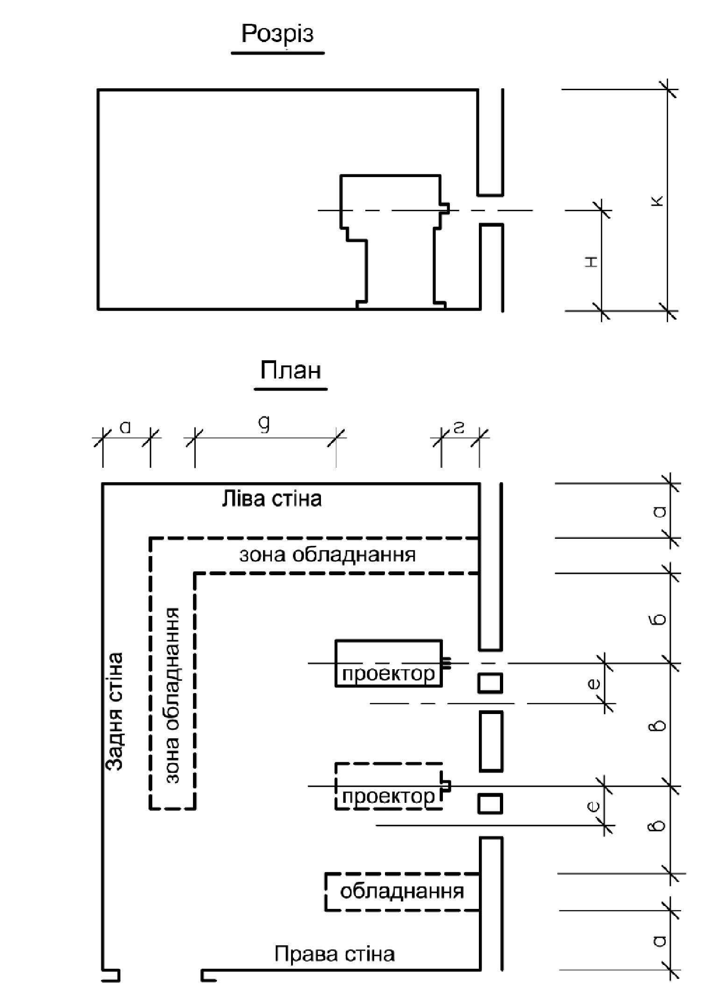 Розріз
к
н
План
а
д
г
Ліва стіна
а
зона обладнання
б
зона обладнання
Задня стіна
проектор
е
в
проектор
е
в
обладнання
а
Права стіна